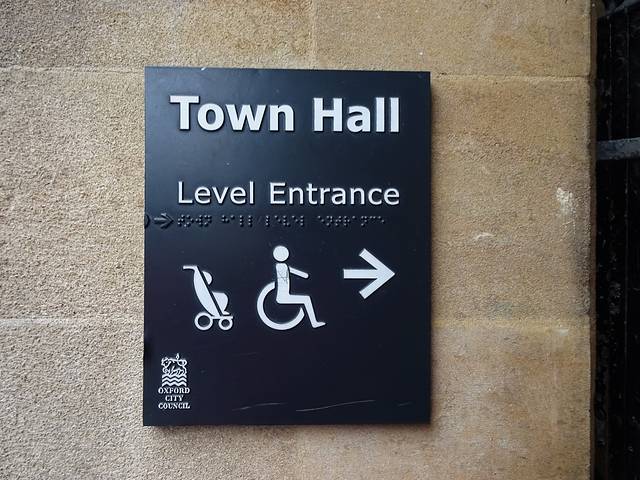 Town Hall
Level Entrance
OXFORD
CITY
COUNCIL